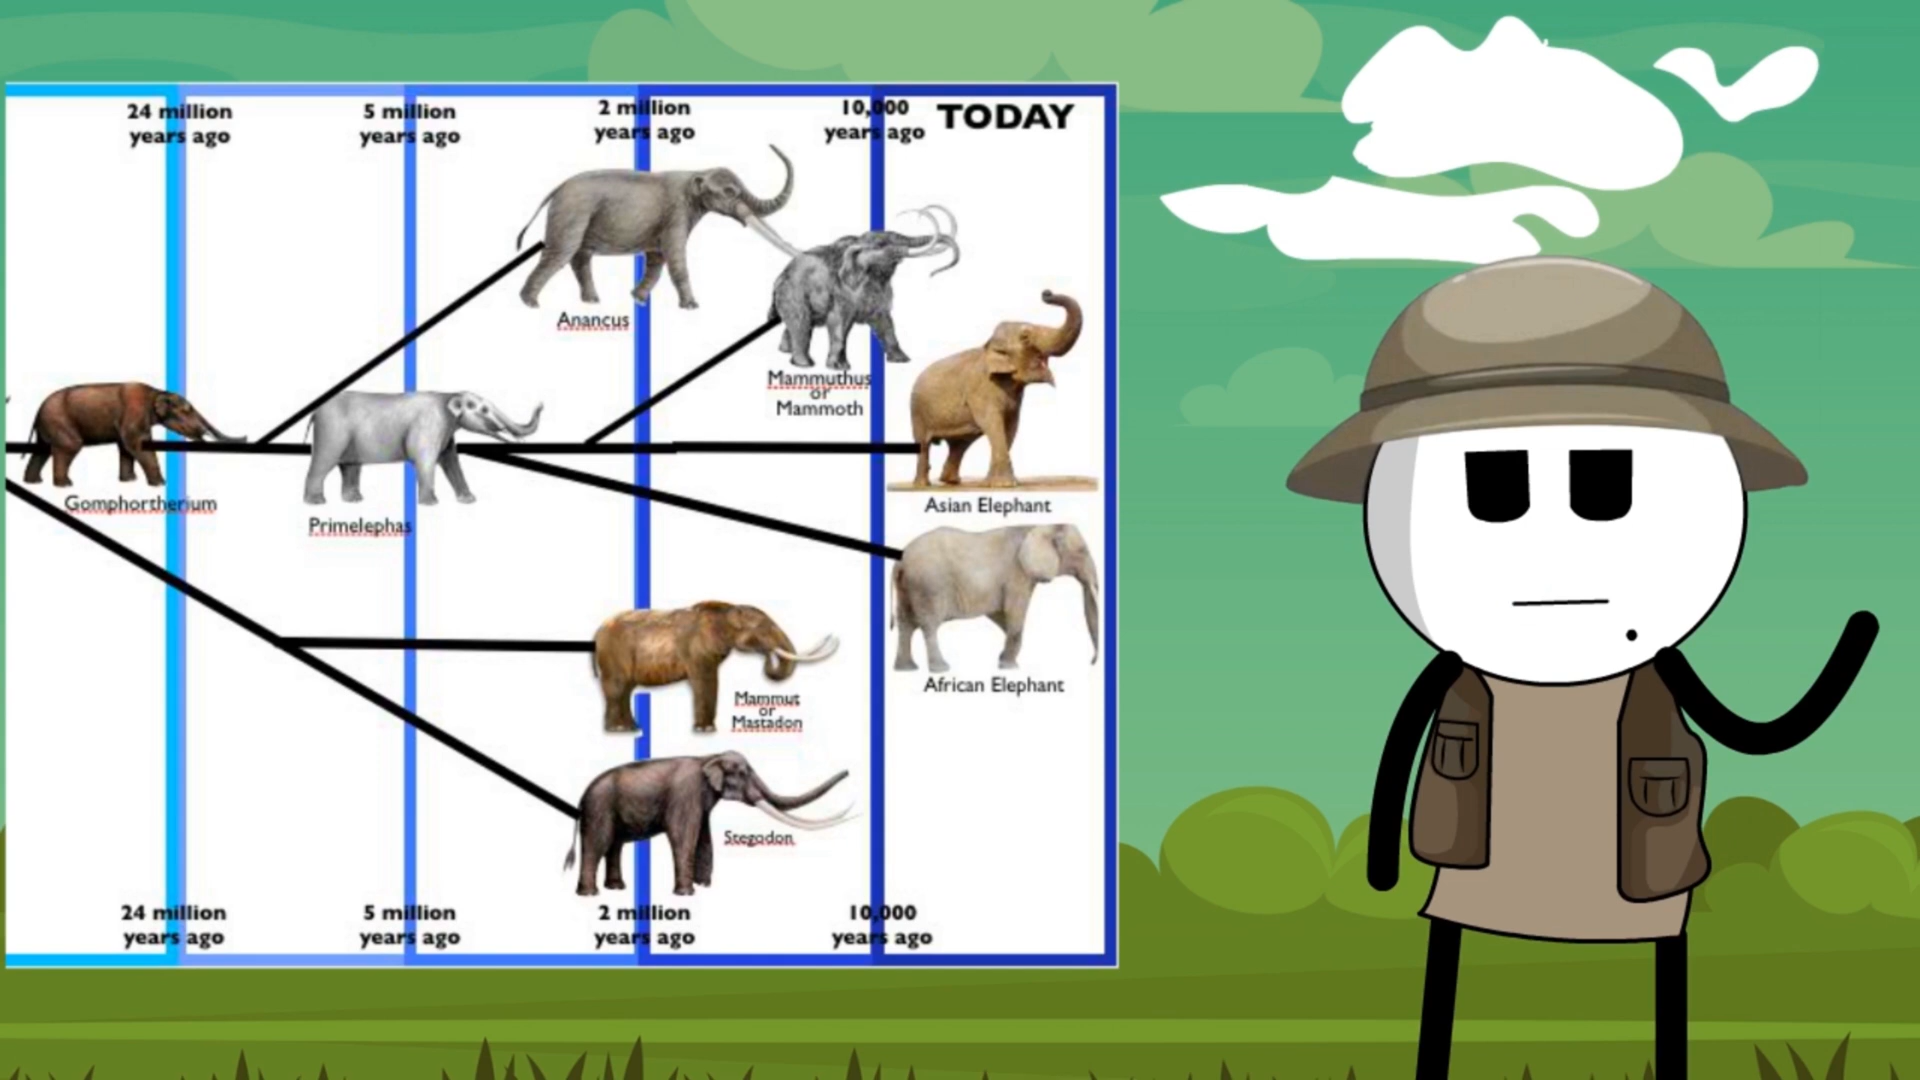 24 million
years ago
5 million
years ago
2 million
years ago
10,000
years ago
TODAY
Anancus
Mammuthus
or
Mammoth
Gomphortherium
Primelephas
Asian Elephant
African Elephant
Mammut
or
Mastadon
Stegodon
24 million
years ago
5 million
years ago
2 million
years ago
10,000
years ago